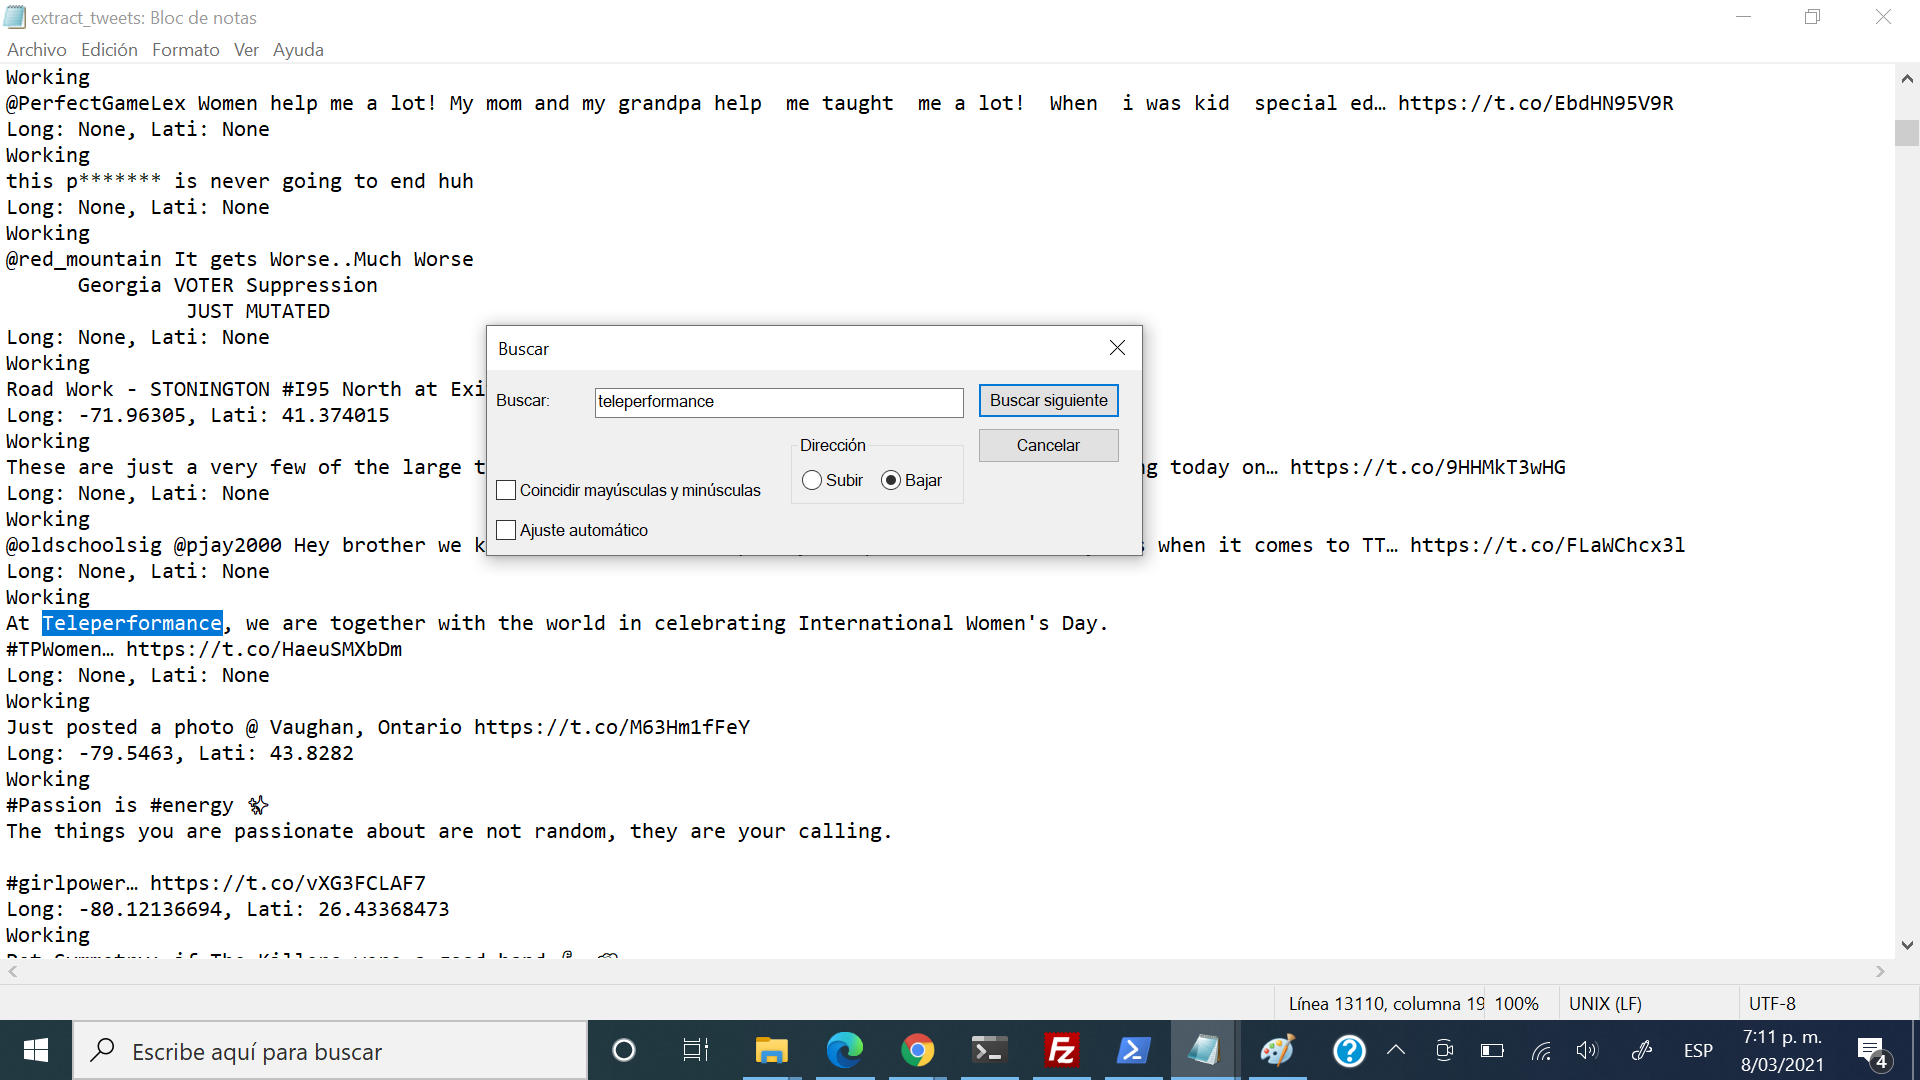 extract_tweets: Bloc de notas
Archivo Edición Formato Ver Ayuda
Working
@PerfectGameLex Women help me a lot! My mom and my grandpa help  me taught  me a lot!  When  i was kid  special ed… https://t.co/EbdHN95V9R
Long: None, Lati: None
Working
this p******* is never going to end huh
Long: None, Lati: None
Working
@red_mountain It gets Worse..Much Worse
Georgia VOTER Suppression
JUST MUTATED
Long: None, Lati: None
Working
Road Work - STONINGTON #I95 North at Exi
Long: -71.96305, Lati: 41.374015
Working
These are just a very few of the large t
ng today on… https://t.co/9HHMkT3wHG
Long: None, Lati: None
Working
@oldschoolsig @pjay2000 Hey brother we k
s when it comes to TT… https://t.co/FLaWChcx3l
Long: None, Lati: None
Working
At Teleperformance, we are together with the world in celebrating International Women's Day.
#TPWomen… https://t.co/HaeuSMXbDm
Long: None, Lati: None
Working
Just posted a photo @ Vaughan, Ontario https://t.co/M63Hm1fFeY
Long: -79.5463, Lati: 43.8282
Working
#Passion is #energy ✨
The things you are passionate about are not random, they are your calling.
#girlpower… https://t.co/vXG3FCLAF7
Long: -80.12136694, Lati: 26.43368473
Working
Buscar
Buscar: teleperformance
Buscar siguiente
Cancelar
Dirección
Subir Bajar
Coincidir mayúsculas y minúsculas
Ajuste automático
Línea 13110, columna 19 100% UNIX (LF) UTF-8
Escribe aquí para buscar
Fz
ESP
7:11 p. m.
8/03/2021
4